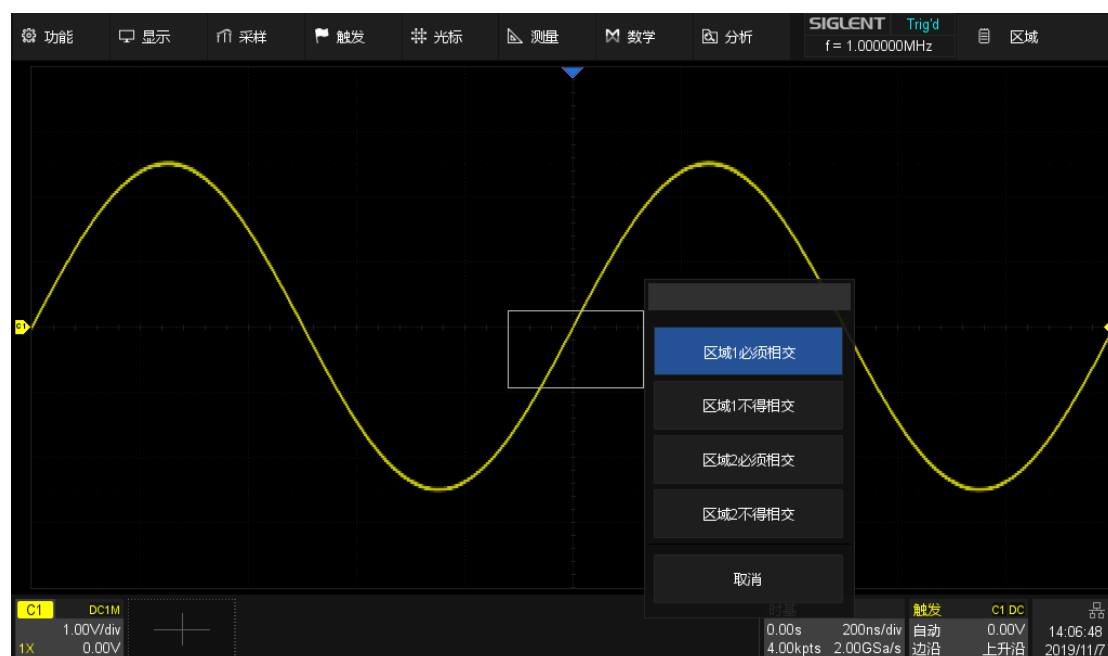 功能 显示 采样 触发 光标 测量 数学 分析 SIGLENT Trig'd 区域
f = 1.000000MHz
C1
区域1必须相交
区域1不得相交
区域2必须相交
区域2不得相交
取消
C1 DC1M 时基 触发 C1 DC
1.00V/div 0.00s 200ns/div 自动 0.00V 14:06:48
1X 0.00V 4.00kpts 2.00GSa/s 边沿 上升沿 2019/11/7